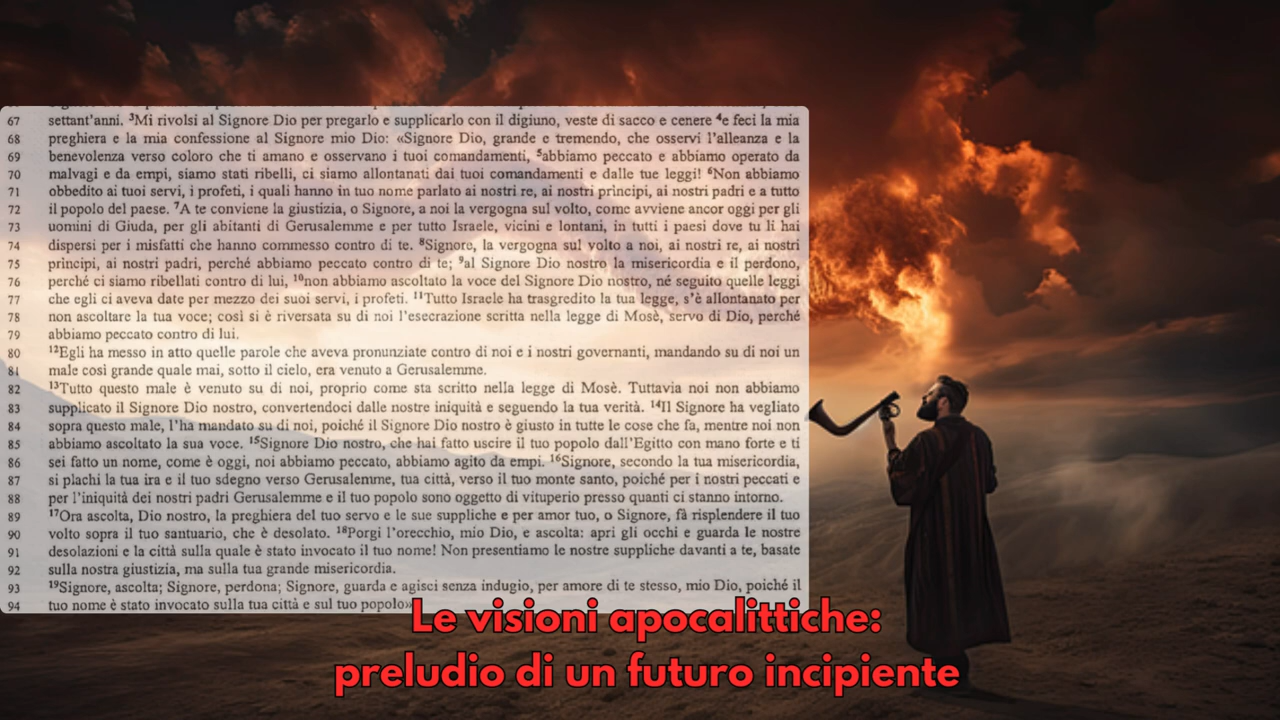 67 settant'anni. ³Mi rivolsi al Signore Dio per pregarlo e supplicarlo con il digiuno, veste di sacco e cenere ⁴e feci la mia
68 preghiera e la mia confessione al Signore mio Dio: «Signore Dio, grande e tremendo, che osservi l'alleanza e la
69 benevolenza verso coloro che ti amano e osservano i tuoi comandamenti, ⁵abbiamo peccato e abbiamo operato da
70 malvagi e da empi, siamo stati ribelli, ci siamo allontanati dai tuoi comandamenti e dalle tue leggi! ⁶Non abbiamo
71 obbedito ai tuoi servi, i profeti, i quali hanno in tuo nome parlato ai nostri re, ai nostri principi, ai nostri padri e a tutto
72 il popolo del paese. ⁷A te conviene la giustizia, o Signore, a noi la vergogna sul volto, come avviene ancor oggi per gli
73 uomini di Giuda, per gli abitanti di Gerusalemme e per tutto Israele, vicini e lontani, in tutti i paesi dove tu li hai
74 dispersi per i misfatti che hanno commesso contro di te. ⁸Signore, la vergogna sul volto a noi, ai nostri re, ai nostri
75 principi, ai nostri padri, perché abbiamo peccato contro di te; ⁹al Signore Dio nostro la misericordia e il perdono,
76 perché ci siamo ribellati contro di lui, ¹⁰non abbiamo ascoltato la voce del Signore Dio nostro, né seguito quelle leggi
77 che egli ci aveva date per mezzo dei suoi servi, i profeti. ¹¹Tutto Israele ha trasgredito la tua legge, s'è allontanato per
78 non ascoltare la tua voce; così si è riversata su di noi l'esecrazione scritta nella legge di Mosè, servo di Dio, perché
79 abbiamo peccato contro di lui.
80 ¹²Egli ha messo in atto quelle parole che aveva pronunziate contro di noi e i nostri governanti, mandando su di noi un
81 male così grande quale mai, sotto il cielo, era venuto a Gerusalemme.
82 ¹³Tutto questo male è venuto su di noi, proprio come sta scritto nella legge di Mosè. Tuttavia noi non abbiamo
83 supplicato il Signore Dio nostro, convertendoci dalle nostre iniquità e seguendo la tua verità. ¹⁴Il Signore ha vegliato
84 sopra questo male, l'ha mandato su di noi, poiché il Signore Dio nostro è giusto in tutte le cose che fa, mentre noi non
85 abbiamo ascoltato la sua voce. ¹⁵Signore Dio nostro, che hai fatto uscire il tuo popolo dall'Egitto con mano forte e ti
86 sei fatto un nome, come è oggi, noi abbiamo peccato, abbiamo agito da empi. ¹⁶Signore, secondo la tua misericordia,
87 si plachi la tua ira e il tuo sdegno verso Gerusalemme, tua città, verso il tuo monte santo, poiché per i nostri peccati e
88 per l'iniquità dei nostri padri Gerusalemme e il tuo popolo sono oggetto di vituperio presso quanti ci stanno intorno.
89 ¹⁷Ora ascolta, Dio nostro, la preghiera del tuo servo e le sue suppliche e per amor tuo, o Signore, fà risplendere il tuo
90 volto sopra il tuo santuario, che è desolato. ¹⁸Porgi l'orecchio, mio Dio, e ascolta: apri gli occhi e guarda le nostre
91 desolazioni e la città sulla quale è stato invocato il tuo nome! Non presentiamo le nostre suppliche davanti a te, basate
92 sulla nostra giustizia, ma sulla tua grande misericordia.
93 ¹⁹Signore, ascolta; Signore, perdona; Signore, guarda e agisci senza indugio, per amore di te stesso, mio Dio, poiché il
94 tuo nome è stato invocato sulla tua città e sul tuo popolo»
Le visioni apocalittiche:
preludio di un futuro incipiente